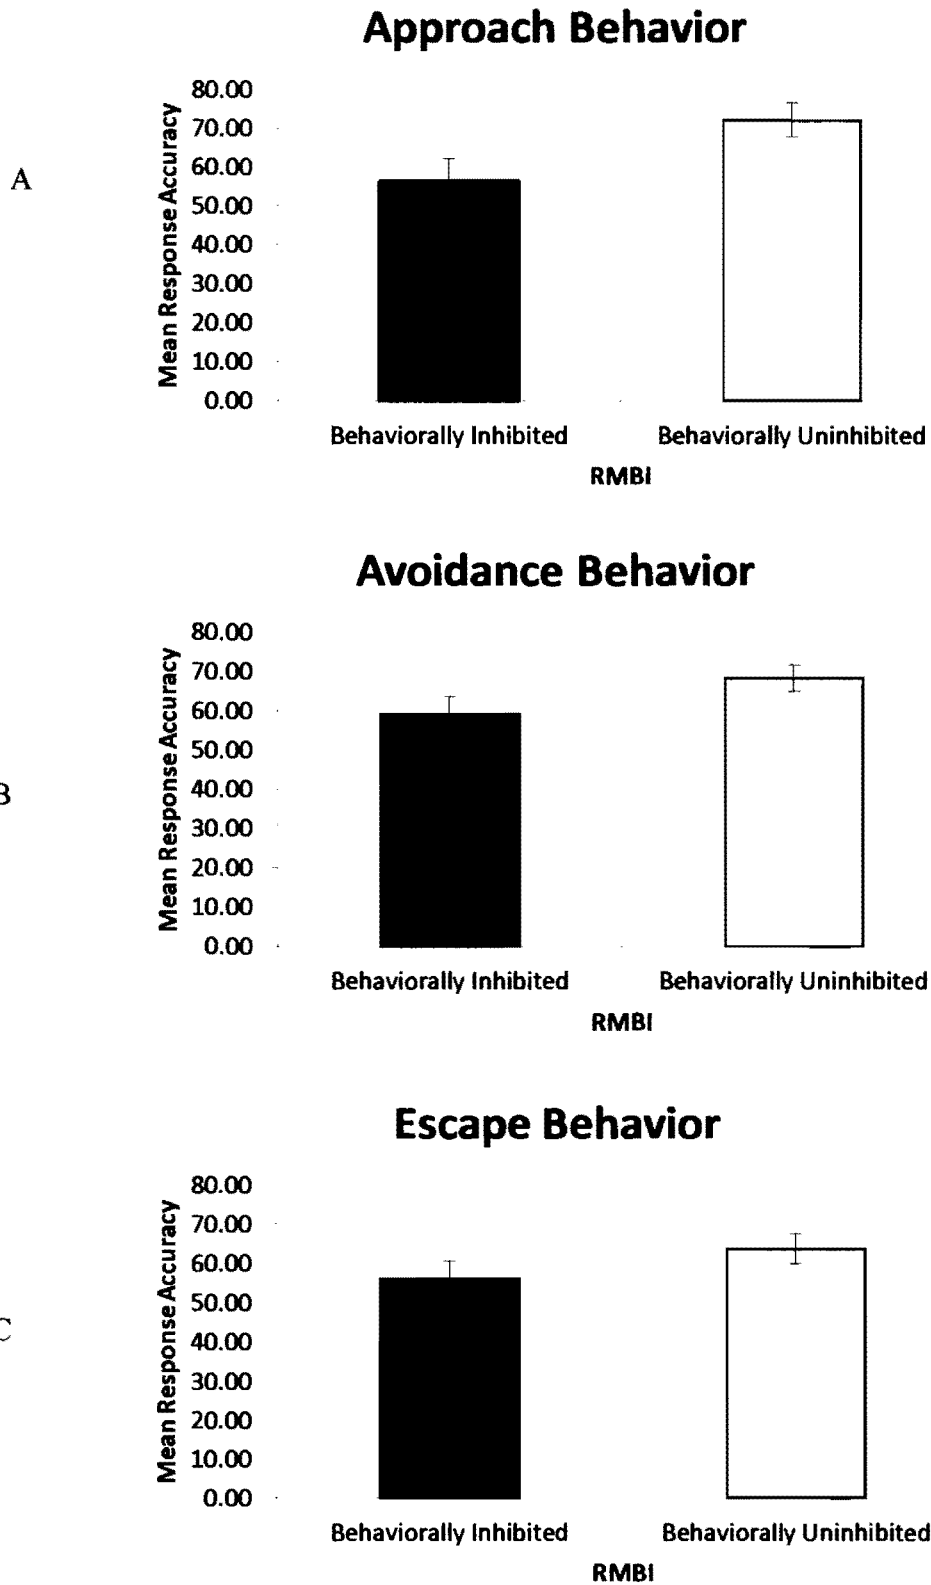 Approach Behavior
A
Mean Response Accuracy
80.00
70.00
60.00
50.00
40.00
30.00
20.00
10.00
0.00
Behaviorally Inhibited Behaviorally Uninhibited
RMBI
Avoidance Behavior
B
Mean Response Accuracy
80.00
70.00
60.00
50.00
40.00
30.00
20.00
10.00
0.00
Behaviorally Inhibited Behaviorally Uninhibited
RMBI
Escape Behavior
C
Mean Response Accuracy
80.00
70.00
60.00
50.00
40.00
30.00
20.00
10.00
0.00
Behaviorally Inhibited Behaviorally Uninhibited
RMBI